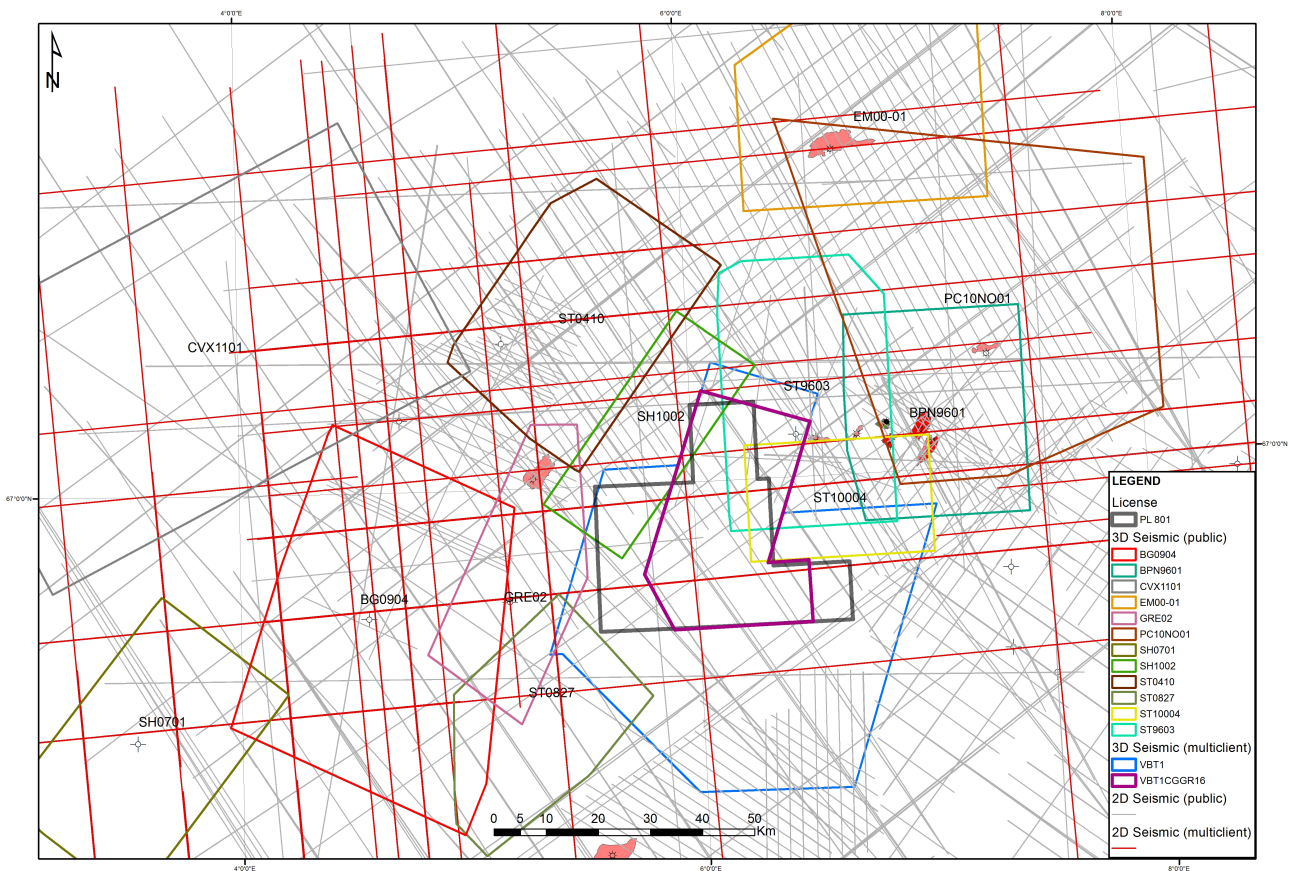 4°0'0"E 6°0'0"E 8°0'0"E
N
EM00-01
PC10NO01
ST0410
CVX1101
ST9603
SH1002
BPN9601
67°0'0"N
67°0'0"N
ST10004
BG0904
GRE02
ST0827
SH0701
LEGEND
License
PL 801
3D Seismic (public)
BG0904
BPN9601
CVX1101
EM00-01
GRE02
PC10NO01
SH0701
SH1002
ST0410
ST0827
ST10004
ST9603
3D Seismic (multiclient)
VBT1
VBT1CGGR16
2D Seismic (public)
2D Seismic (multiclient)
0 5 10 20 30 40 50
Km
4°0'0"E 6°0'0"E 8°0'0"E